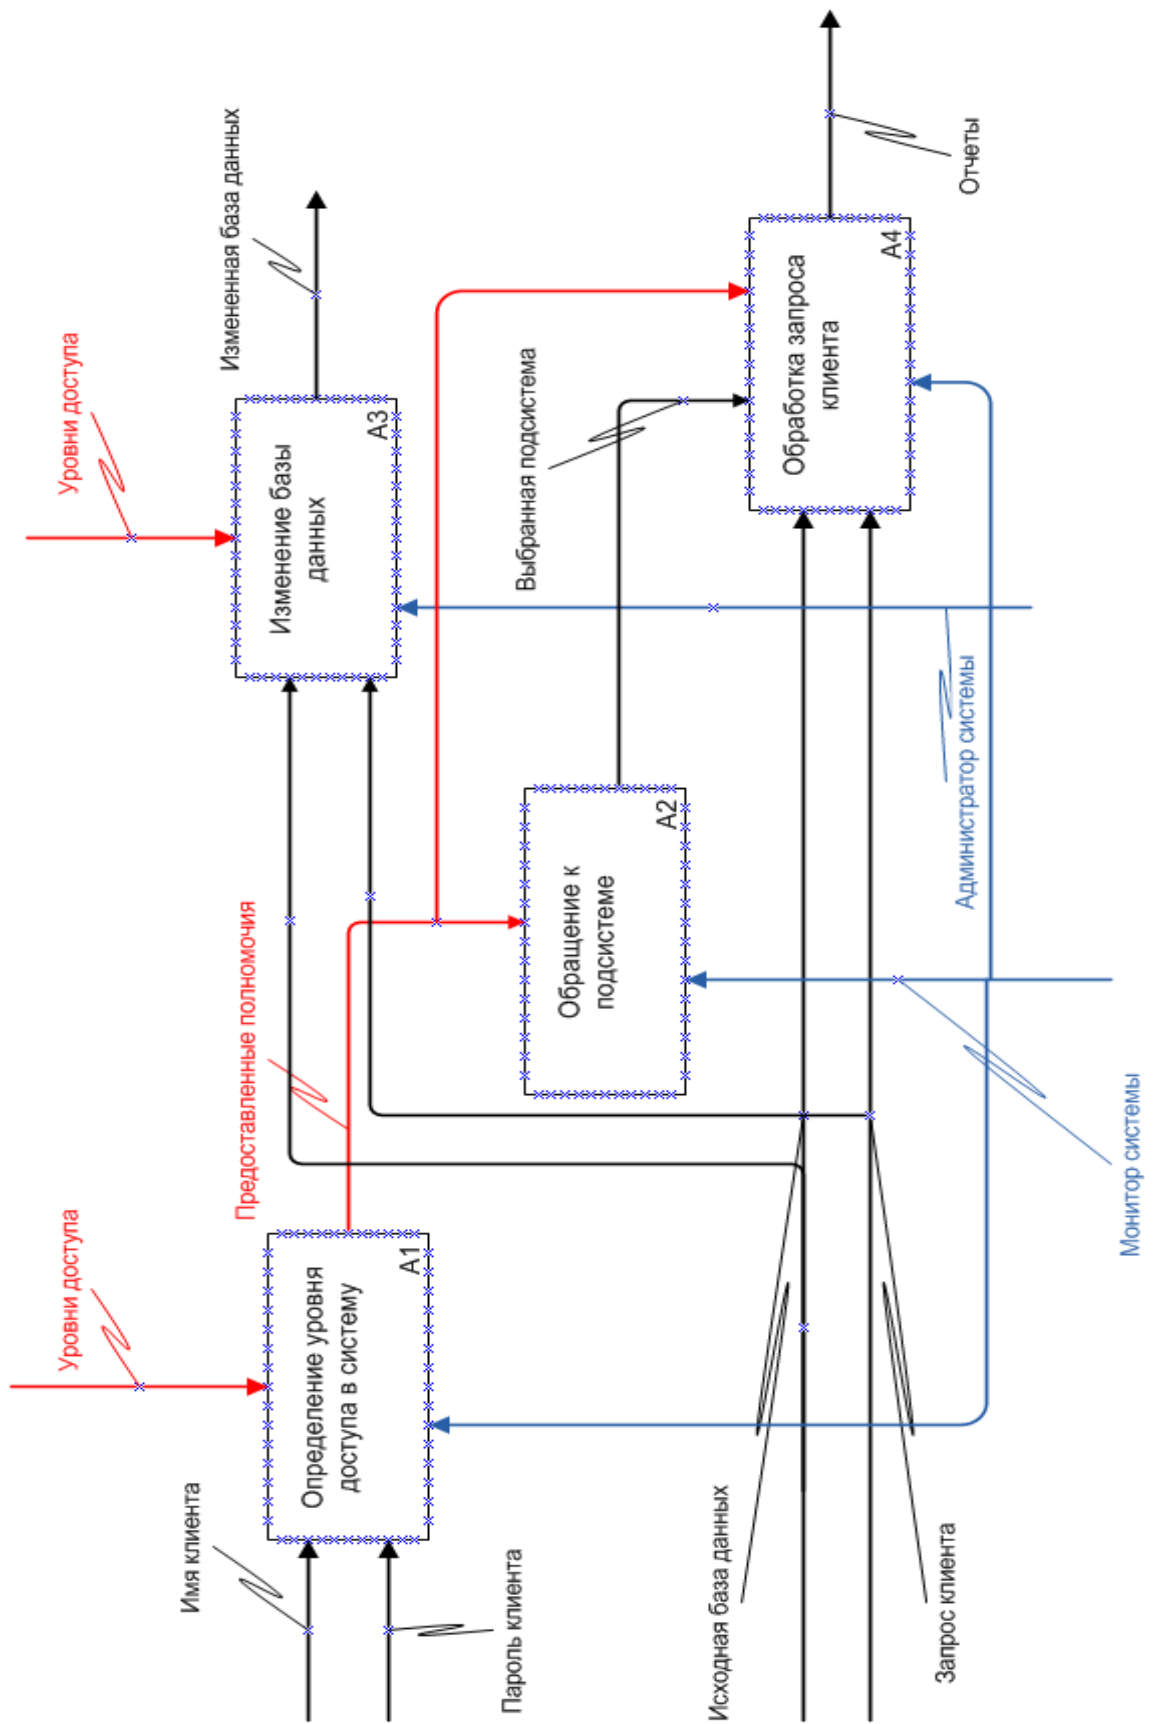 Уровни доступа
Уровни доступа
Имя клиента
Определение уровня
доступа в систему
A1
Пароль клиента
Предоставленные полномочия
Изменение базы
данных
A3
Измененная база данных
Обращение к
подсистеме
A2
Выбранная подсистема
Обработка запроса
клиента
A4
Отчеты
Исходная база данных
Запрос клиента
Администратор системы
Монитор системы